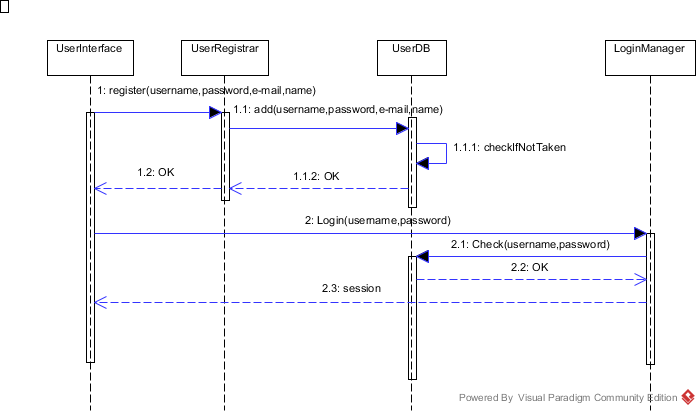 UserInterface
UserRegistrar
UserDB
LoginManager
1: register(username,password,e-mail,name)
1.1: add(username,password,e-mail,name)
1.1.1: checkIfNotTaken
1.2: OK
1.1.2: OK
2: Login(username,password)
2.1: Check(username,password)
2.2: OK
2.3: session
Powered By Visual Paradigm Community Edition